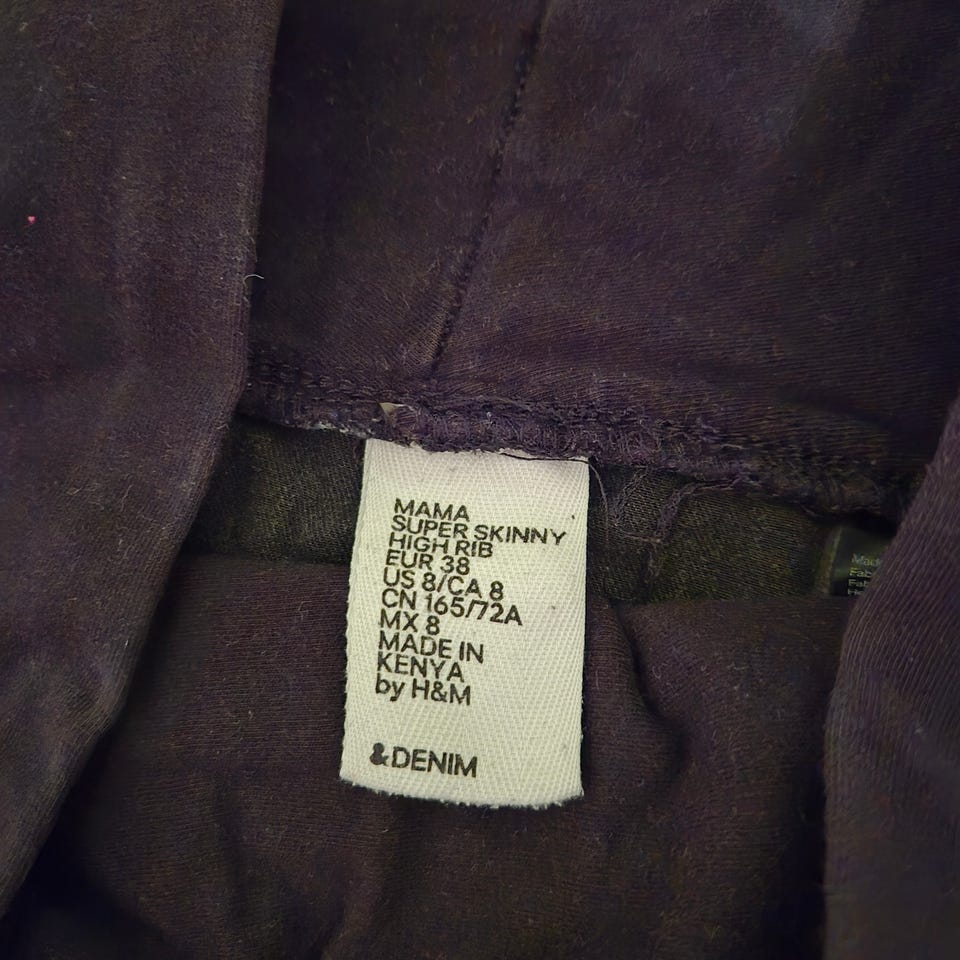 MAMA
SUPER SKINNY
HIGH RIB
EUR 38
US 8/CA 8
CN 165/72A
MX 8
MADE IN
KENYA
by H&M
&DENIM